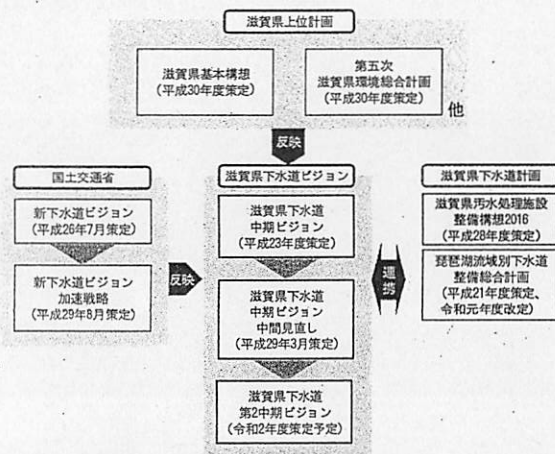 滋賀県上位計画
滋賀県基本構想
(平成30年度策定)
第五次
滋賀県環境総合計画
(平成30年度策定)
他
反映
国土交通省
新下水道ビジョン
(平成26年7月策定)
新下水道ビジョン
加速戦略
(平成29年8月策定)
反映
滋賀県下水道ビジョン
滋賀県下水道
中期ビジョン
(平成23年度策定)
滋賀県下水道
中期ビジョン
中間見直し
(平成29年3月策定)
滋賀県下水道
第2中期ビジョン
(令和2年度策定予定)
連携
滋賀県下水道計画
滋賀県汚水処理施設
整備構想2016
(平成28年度策定)
琵琶湖流域別下水道
整備総合計画
(平成21年度策定、
令和元年度改定)